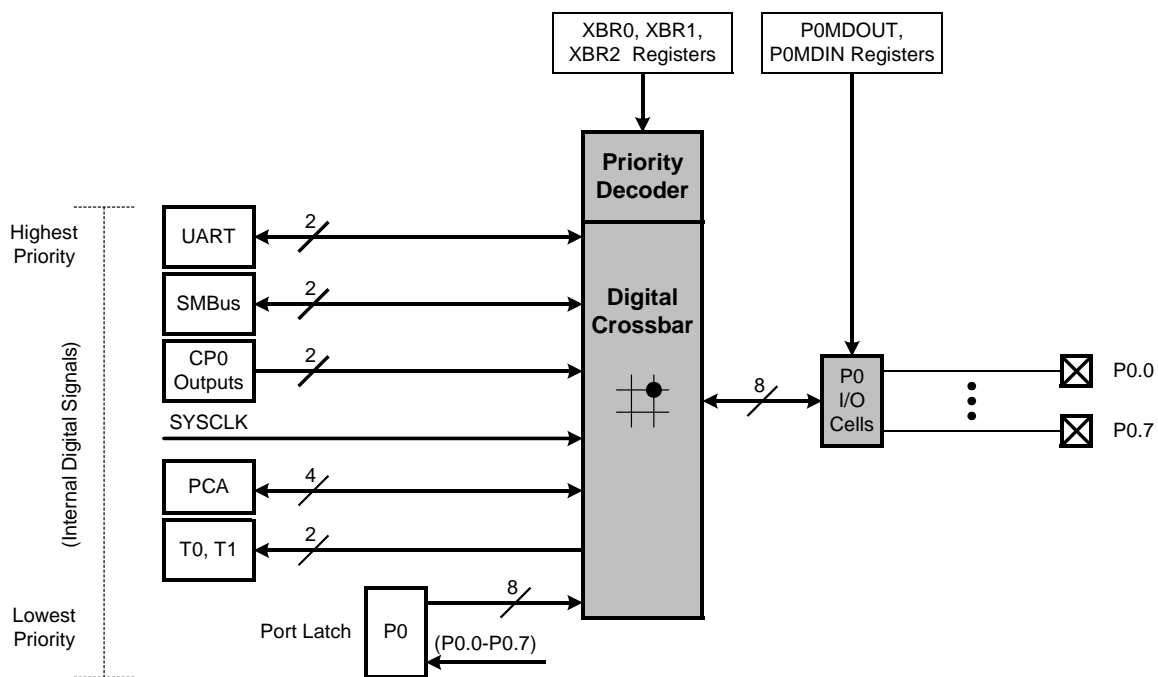 XBR0, XBR1,
XBR2 Registers
P0MDOUT,
P0MDIN Registers
Priority
Decoder
Highest
Priority
UART
2
SMBus
2
Digital
Crossbar
CP0
Outputs
2
(Internal Digital Signals)
SYSCLK
8
P0
I/O
Cells
P0.0
P0.7
PCA
4
T0, T1
2
Lowest
Priority
Port Latch
P0
8
(P0.0-P0.7)